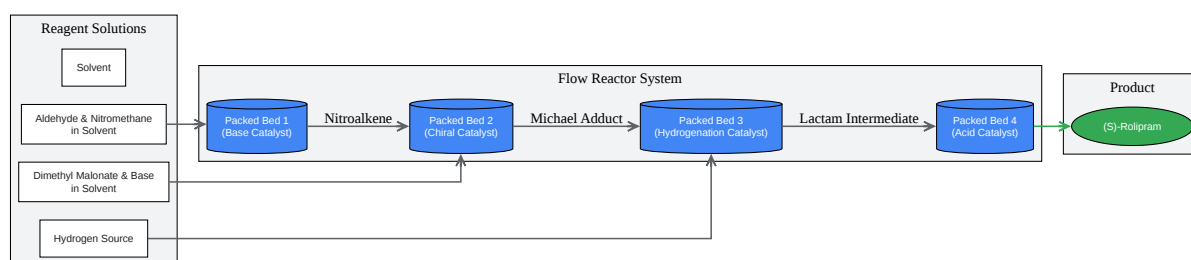 Reagent Solutions
Solvent
Aldehyde & Nitromethane
in Solvent
Dimethyl Malonate & Base
in Solvent
Hydrogen Source
Flow Reactor System
Packed Bed 1
(Base Catalyst)
Nitroalkene
Packed Bed 2
(Chiral Catalyst)
Michael Adduct
Packed Bed 3
(Hydrogenation Catalyst)
Lactam Intermediate
Packed Bed 4
(Acid Catalyst)
Product
(S)-Rolipram